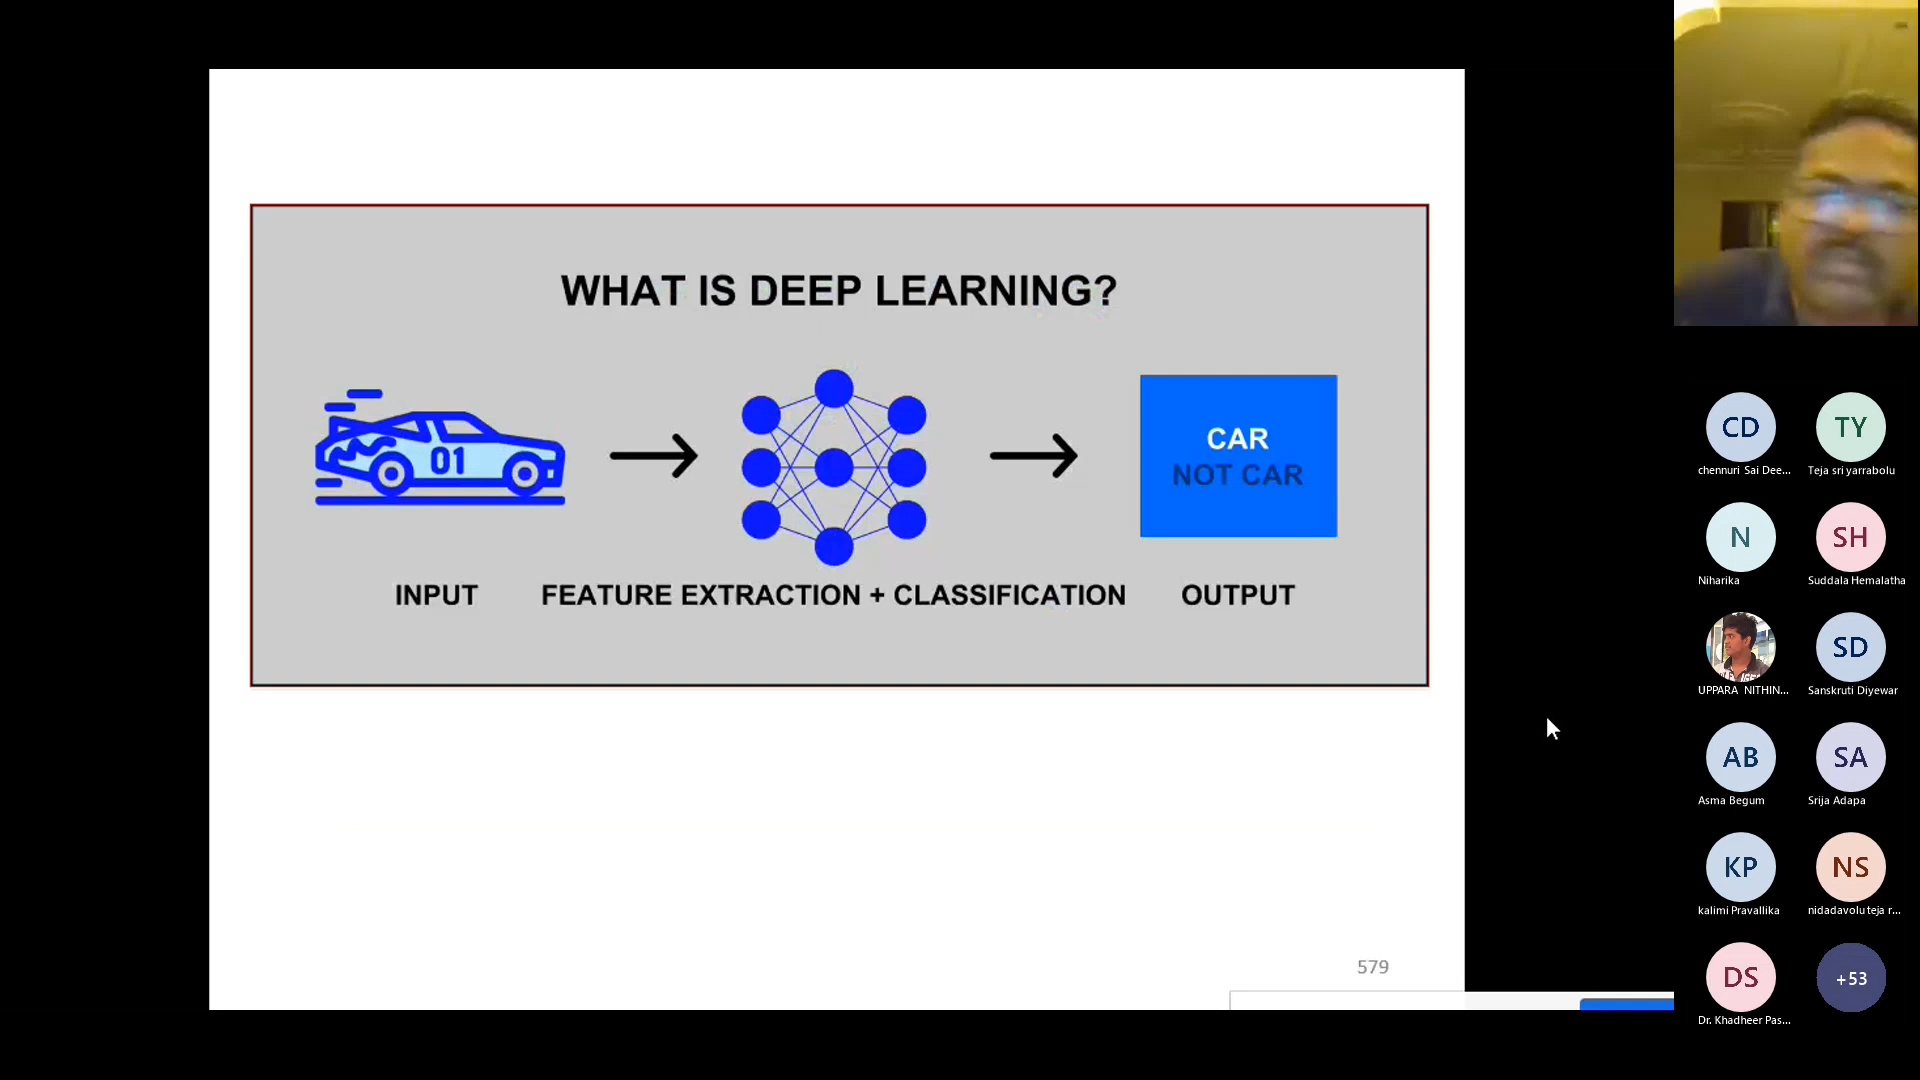 WHAT IS DEEP LEARNING?
01
CAR
NOT CAR
INPUT
FEATURE EXTRACTION + CLASSIFICATION
OUTPUT
579
CD
TY
chennuri Sai Dee...
Teja sri yarrabolu
N
SH
Niharika
Suddala Hemalatha
SD
UPPARA NITHIN...
Sanskruti Diyewar
AB
SA
Asma Begum
Srija Adapa
KP
NS
kalimi Pravallika
nidadavolu teja r...
DS
+53
Dr. Khadheer Pas...